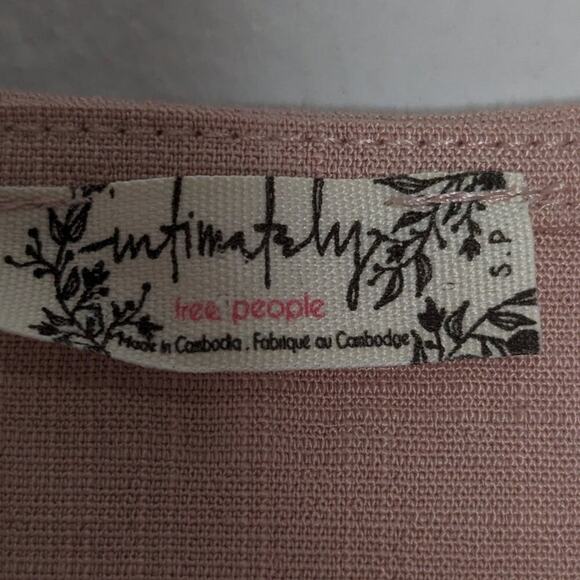 intimately
free people
Made in Cambodia . Fabriqué au Cambodge
S.P